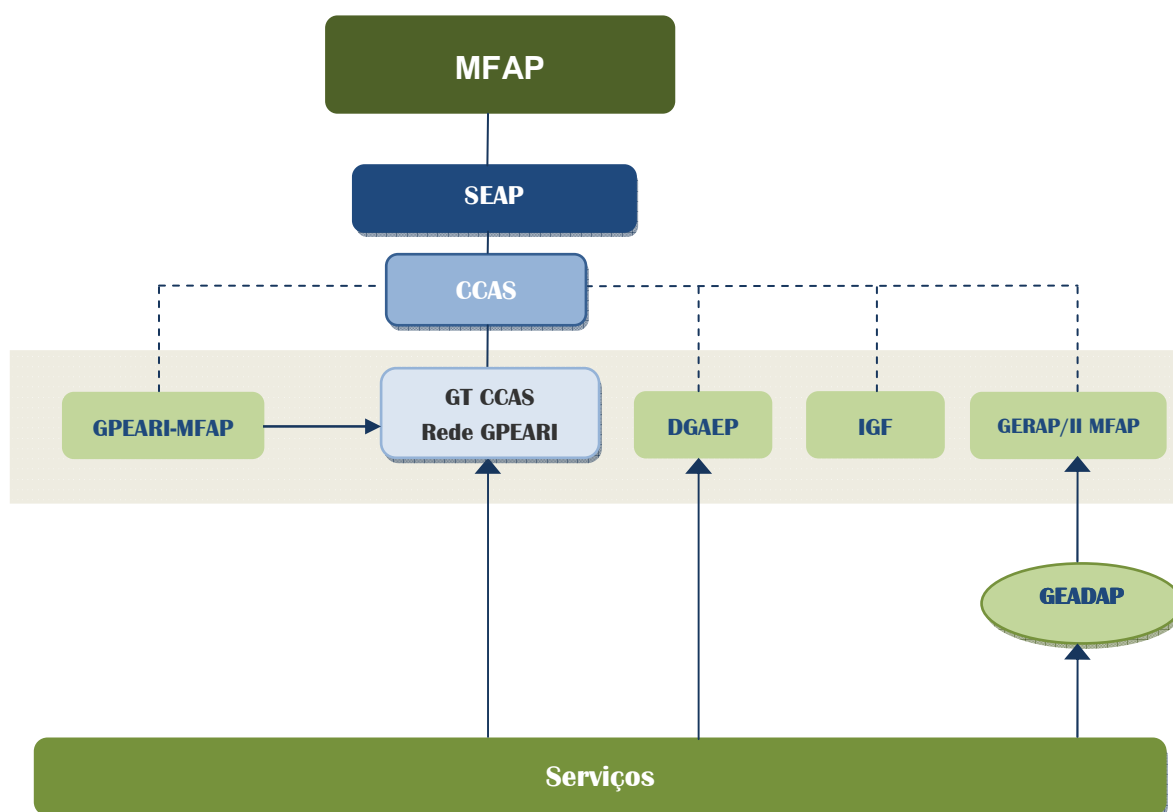 MFAP
SEAP
CCAS
GPEARI-MFAP
GT CCAS
Rede GPEARI
DGAEP
IGF
GERAP/II MFAP
GEADAP
Serviços